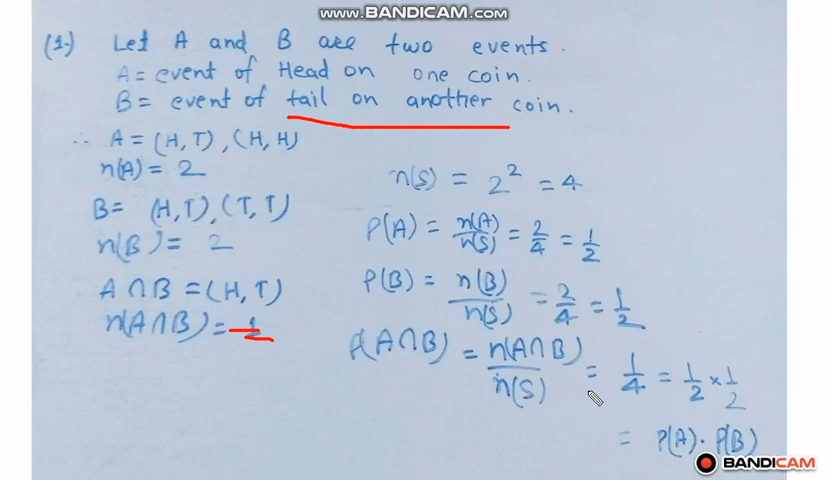 www.BANDICAM.com
(1.) Let A and B are two events.
A = event of Head on one coin.
B = event of tail on another coin.
∴ A = (H, T), (H, H)
n(A) = 2
B = (H, T), (T, T)
n(B) = 2
A ∩ B = (H, T)
n(A ∩ B) = 1
n(S) = 2² = 4
P(A) = n(A)/n(S) = 2/4 = 1/2
P(B) = n(B)/n(S) = 2/4 = 1/2
P(A ∩ B) = n(A ∩ B)/n(S) = 1/4 = 1/2 × 1/2
= P(A) · P(B)
BANDICAM